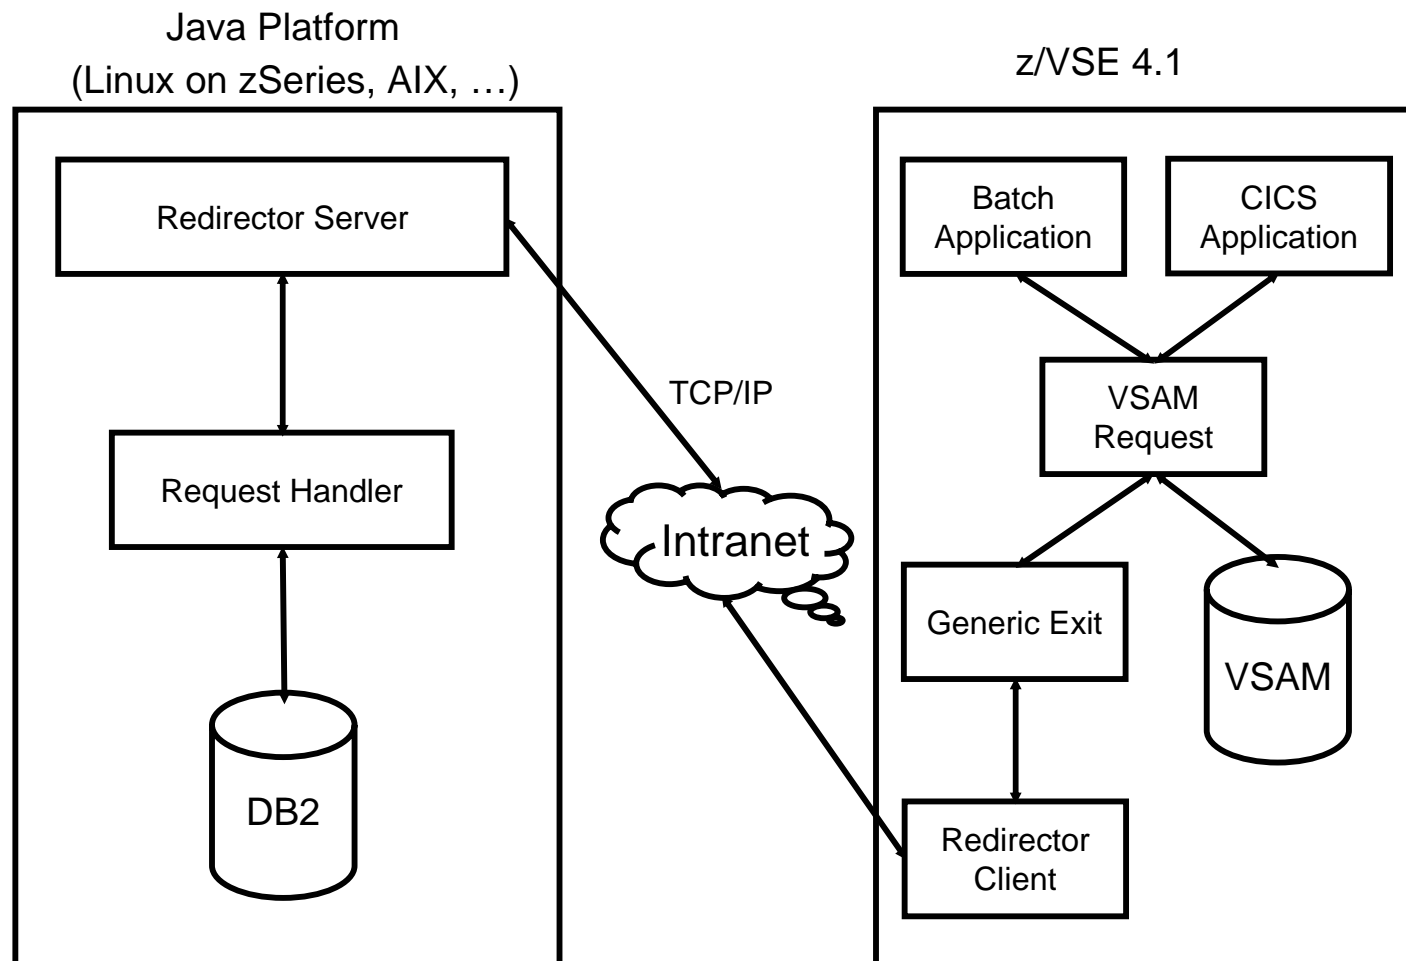 Java Platform
(Linux on zSeries, AIX, …)
Redirector Server
Request Handler
DB2
TCP/IP
Intranet
z/VSE 4.1
Batch
Application
CICS
Application
VSAM
Request
Generic Exit
VSAM
Redirector
Client